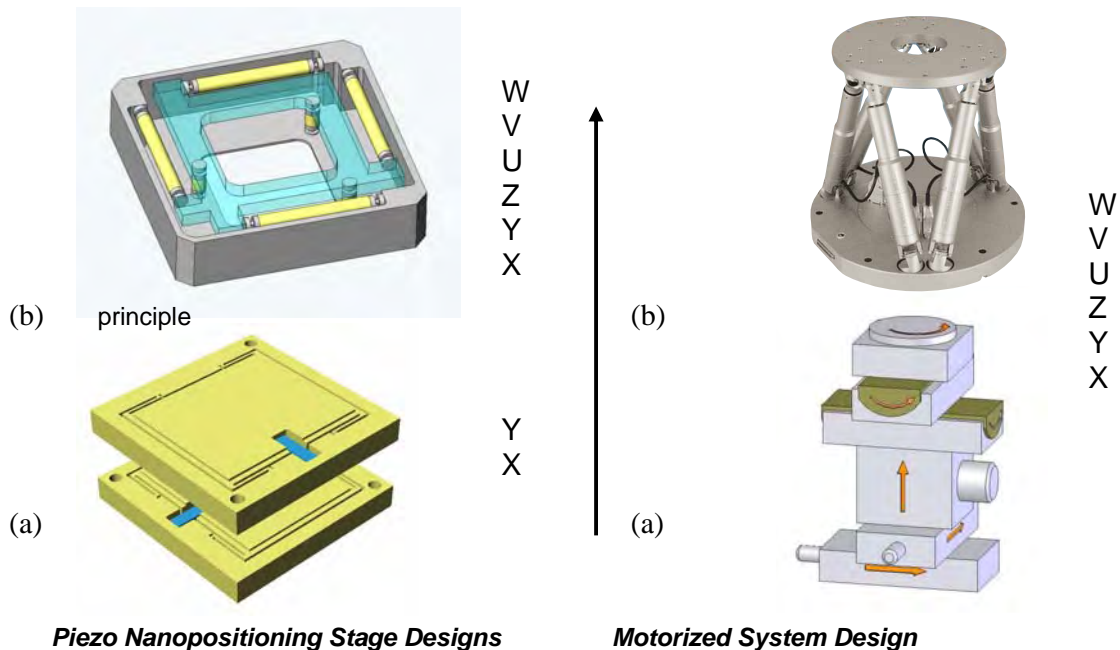 W
V
U
Z
Y
X
(b)
principle
(b)
W
V
U
Z
Y
X
Y
X
(a)
(a)
Piezo Nanopositioning Stage Designs
Motorized System Design